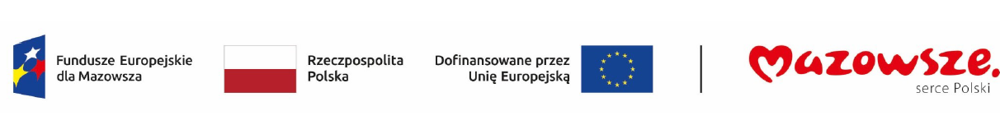 Fundusze Europejskie
dla Mazowsza
Rzeczpospolita
Polska
Dofinansowane przez
Unię Europejską
Mazowsze.
serce Polski